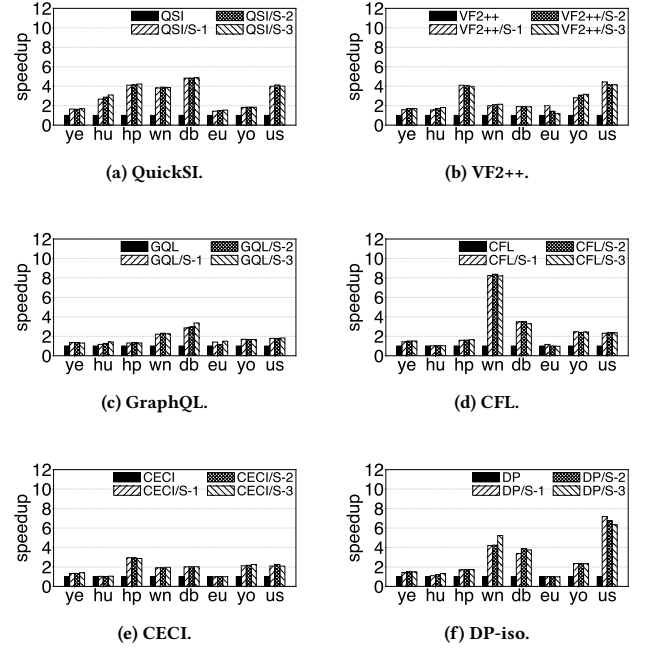 12 10 8 6 4 2 0
speedup
QSI QSI/S-2
QSI/S-1 QSI/S-3
ye hu hp wn db eu yo us
(a) QuickSI.
12 10 8 6 4 2 0
speedup
VF2++ VF2++/S-2
VF2++/S-1 VF2++/S-3
ye hu hp wn db eu yo us
(b) VF2++.
12 10 8 6 4 2 0
speedup
GQL GQL/S-2
GQL/S-1 GQL/S-3
ye hu hp wn db eu yo us
(c) GraphQL.
12 10 8 6 4 2 0
speedup
CFL CFL/S-2
CFL/S-1 CFL/S-3
ye hu hp wn db eu yo us
(d) CFL.
12 10 8 6 4 2 0
speedup
CECI CECI/S-2
CECI/S-1 CECI/S-3
ye hu hp wn db eu yo us
(e) CECI.
12 10 8 6 4 2 0
speedup
DP DP/S-2
DP/S-1 DP/S-3
ye hu hp wn db eu yo us
(f) DP-iso.